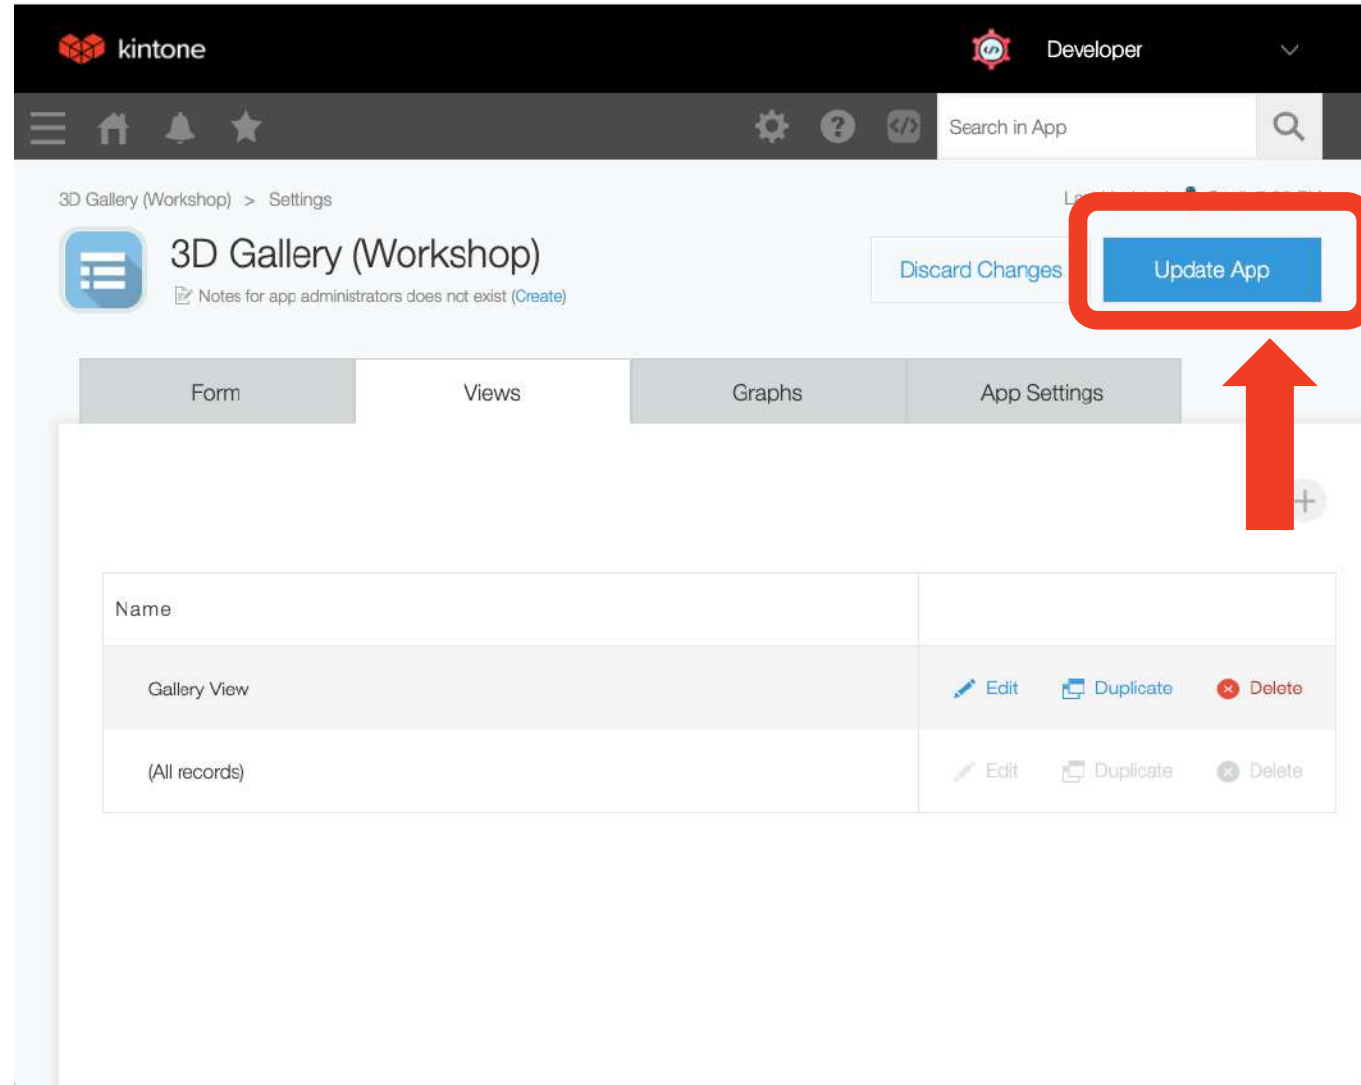 kintone
Developer
Search in App
3D Gallery (Workshop) > Settings
3D Gallery (Workshop)
Notes for app administrators does not exist (Create)
Discard Changes
Update App
Form
Views
Graphs
App Settings
Name
Gallery View
Edit
Duplicate
Delete
(All records)
Edit
Duplicate
Delete